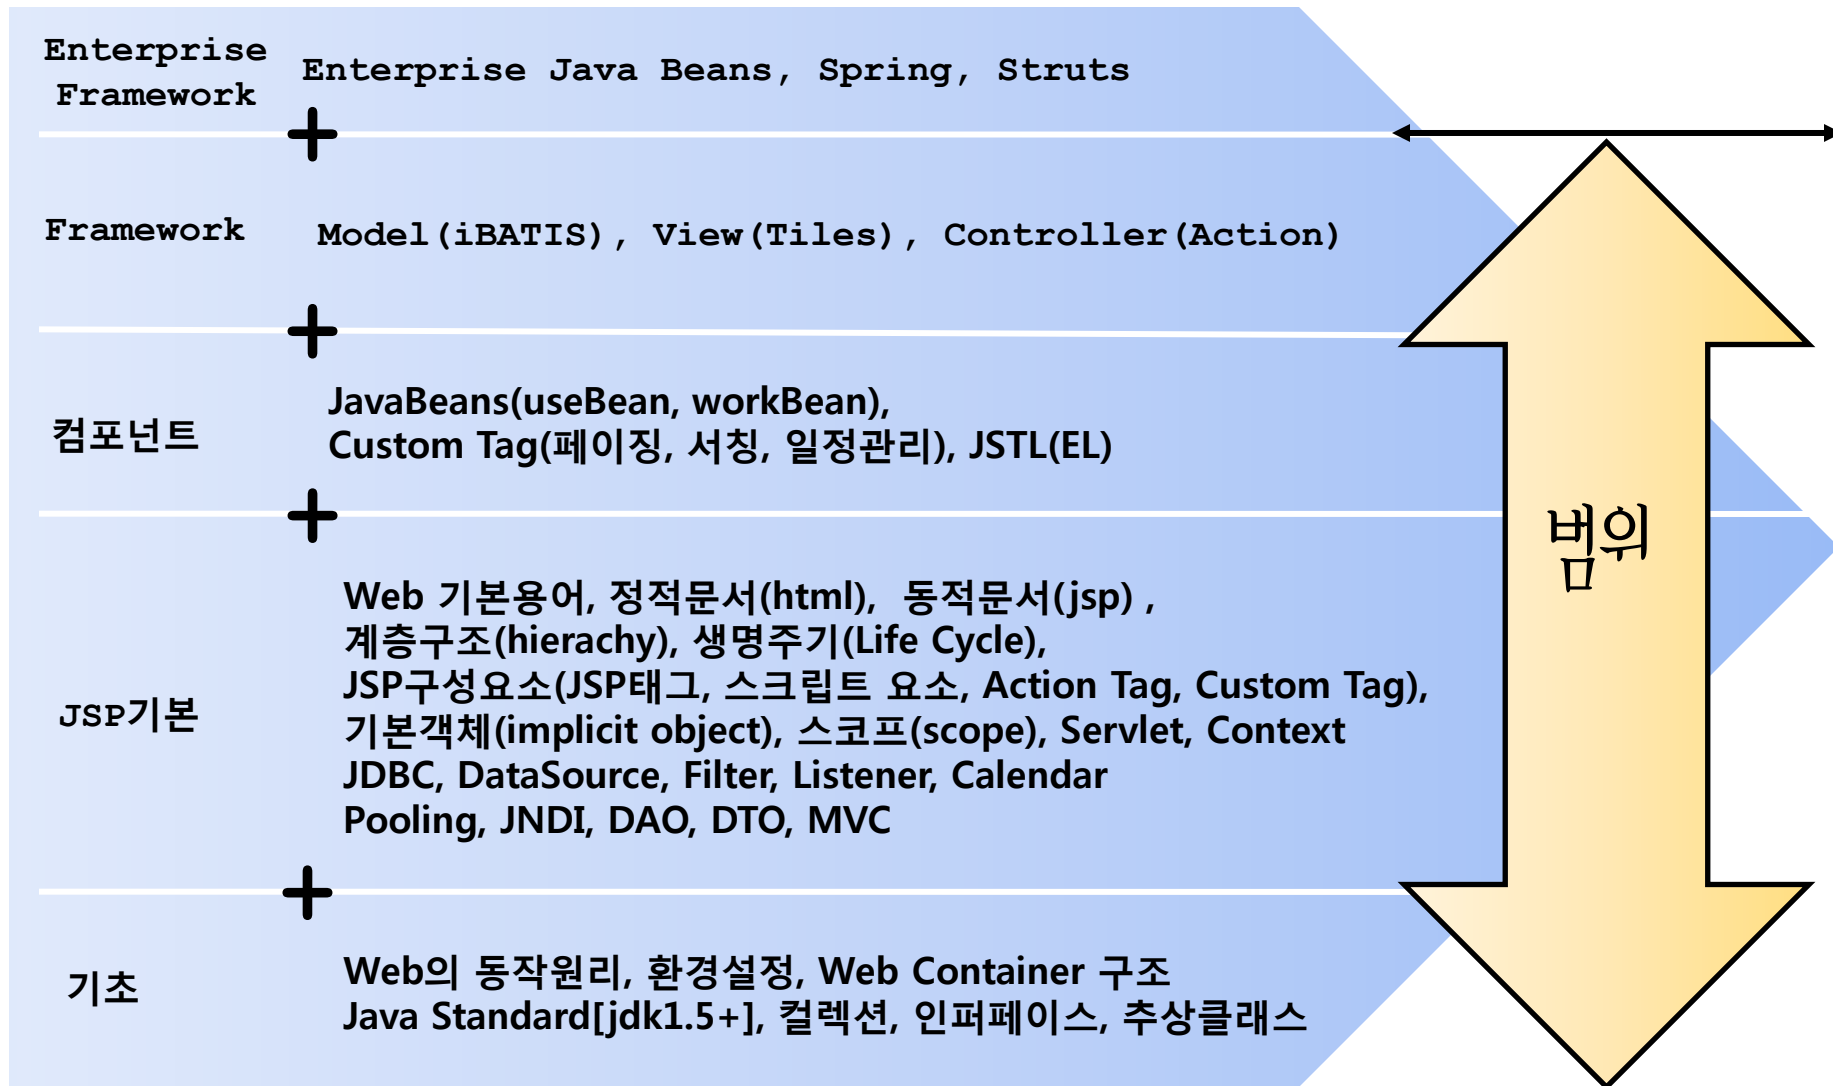 Enterprise
Framework
Enterprise Java Beans, Spring, Struts
Framework
Model(iBATIS), View(Tiles), Controller(Action)
컴포넌트
JavaBeans(useBean, workBean),
Custom Tag(페이징, 서칭, 일정관리), JSTL(EL)
범위
JSP기본
Web 기본용어, 정적문서(html), 동적문서(jsp) ,
계층구조(hierachy), 생명주기(Life Cycle),
JSP구성요소(JSP태그, 스크립트 요소, Action Tag, Custom Tag),
기본객체(implicit object), 스코프(scope), Servlet, Context
JDBC, DataSource, Filter, Listener, Calendar
Pooling, JNDI, DAO, DTO, MVC
기초
Web의 동작원리, 환경설정, Web Container 구조
Java Standard[jdk1.5+], 컬렉션, 인퍼페이스, 추상클래스